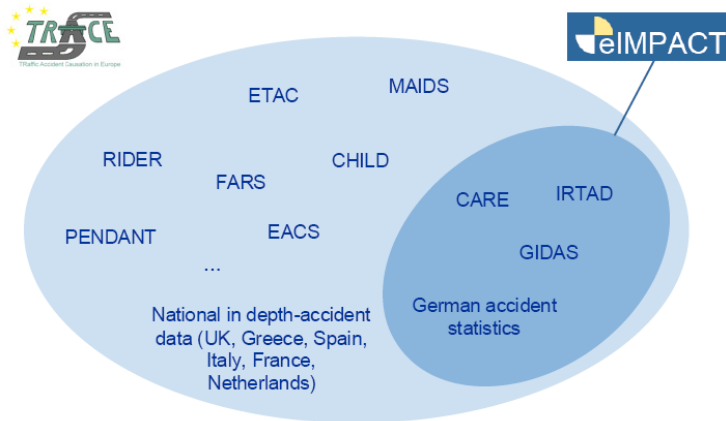 TRACE
TRaffic Accident Causation in Europe
eIMPACT
ETAC
MAIDS
RIDER
FARS
CHILD
CARE
IRTAD
PENDANT
EACS
GIDAS
...
National in depth-accident
data (UK, Greece, Spain,
Italy, France,
Netherlands)
German accident
statistics